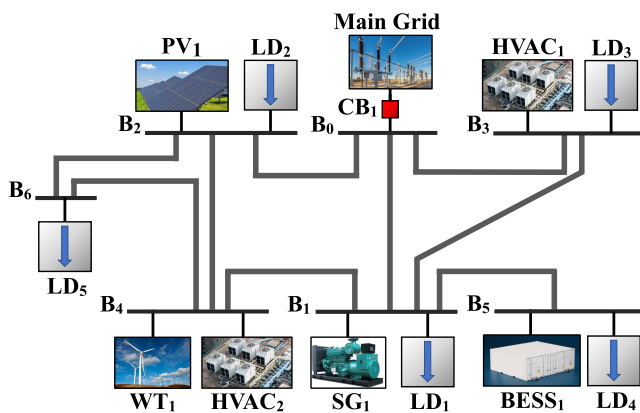 Main Grid
PV₁ LD₂ HVAC₁ LD₃
CB₁
B₂ B₀ B₃
B₆
LD₅
B₄ B₁ B₅
WT₁ HVAC₂ SG₁ LD₁ BESS₁ LD₄